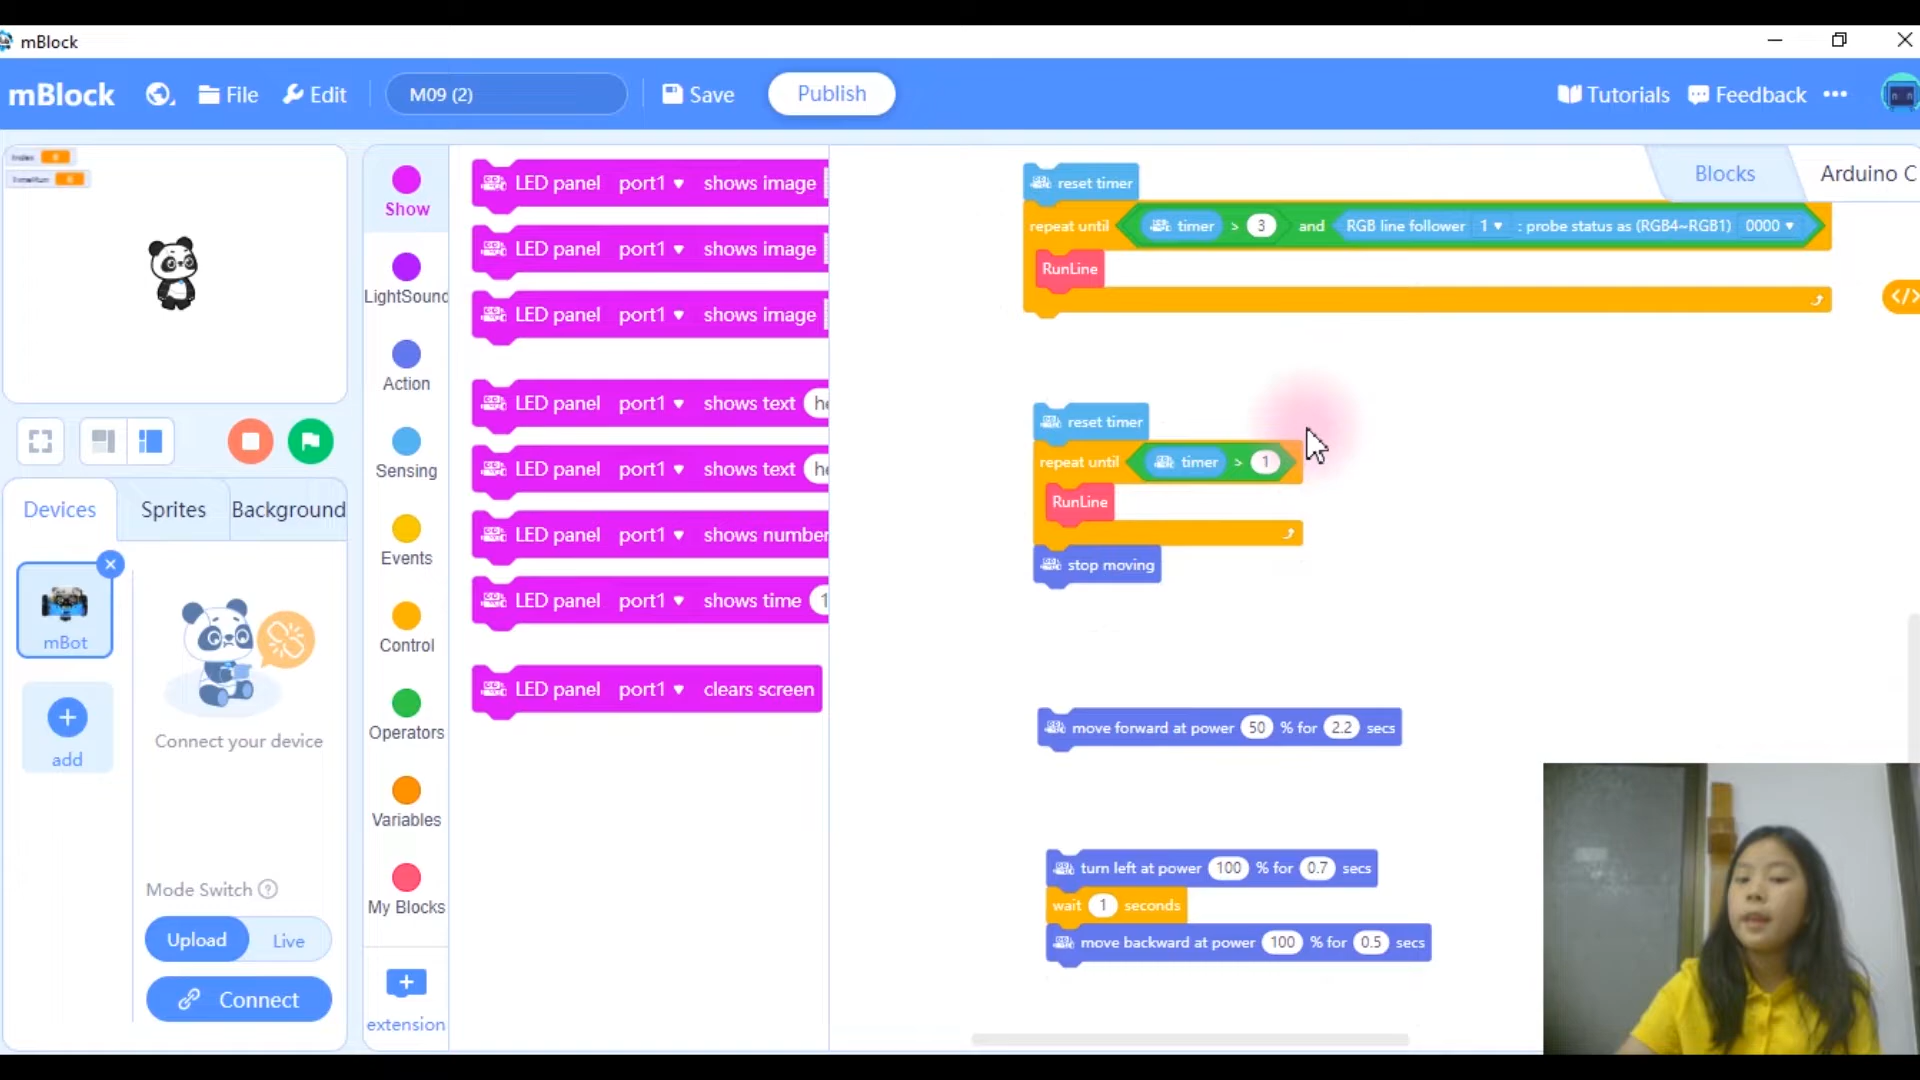 mBlock
mBlock
File
Edit
M09 (2)
Save
Publish
Tutorials
Feedback
Index
Show
LightSound
Action
Sensing
Events
Control
Operators
Variables
My Blocks
extension
LED panel port1 shows image
LED panel port1 shows image
LED panel port1 shows image
LED panel port1 shows text he
LED panel port1 shows text he
LED panel port1 shows number
LED panel port1 shows time 1
LED panel port1 clears screen
Blocks
Arduino C
reset timer
repeat until timer > 3 and RGB line follower 1 : probe status as (RGB4~RGB1) 0000
RunLine
</>
reset timer
repeat until timer > 1
RunLine
stop moving
move forward at power 50 % for 2.2 secs
turn left at power 100 % for 0.7 secs
wait 1 seconds
move backward at power 100 % for 0.5 secs
Devices
Sprites
Background
mBot
add
Connect your device
Mode Switch ?
Upload
Live
Connect